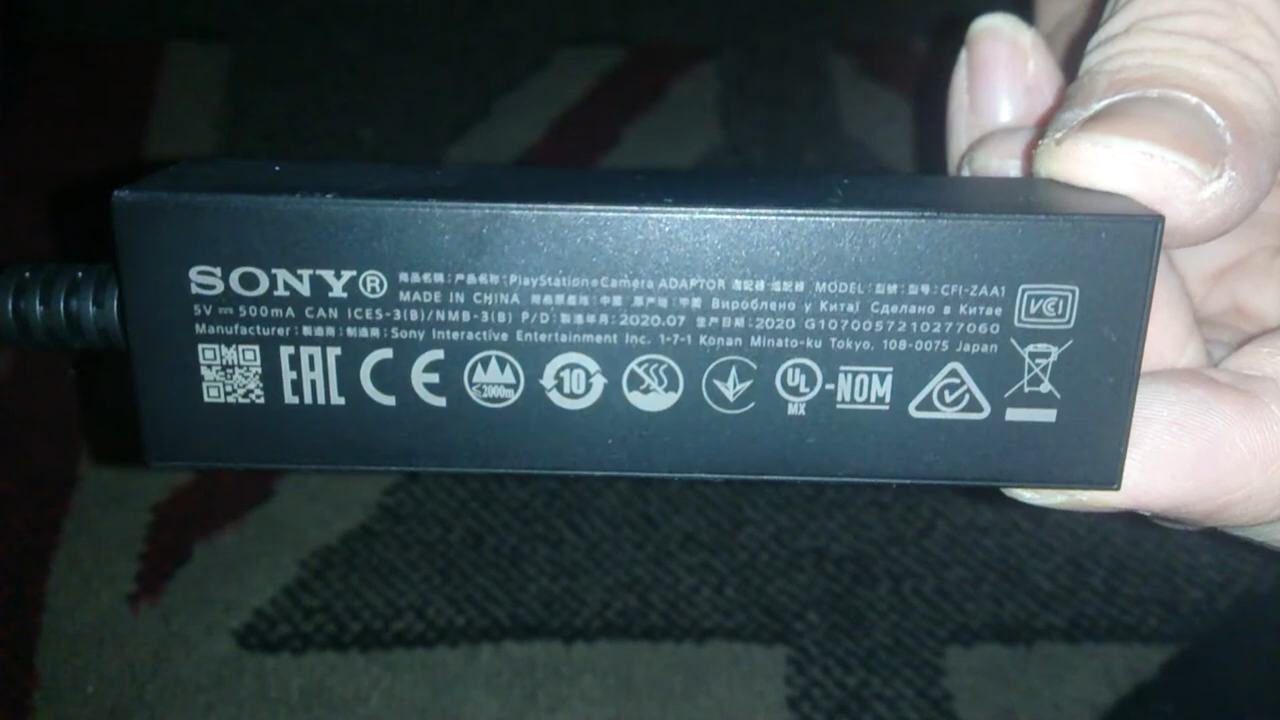 SONY®
商品名稱:产品名称:PlayStation®Camera ADAPTOR 適配器 适配器 MODEL:型號:型号:CFI-ZAA1
MADE IN CHINA 商品原產地:中國 原产地:中国 Вироблено у Китаї Сделано в Китае
5V⎓500mA CAN ICES-3(B)/NMB-3(B) P/D:製造年月:2020.07 生产日期:2020 G1070057210277060
Manufacturer:製造商:制造商:Sony Interactive Entertainment Inc. 1-7-1 Konan Minato-ku Tokyo, 108-0075 Japan
VCI
EAC CE ≤2000m 10 UL MX -NOM